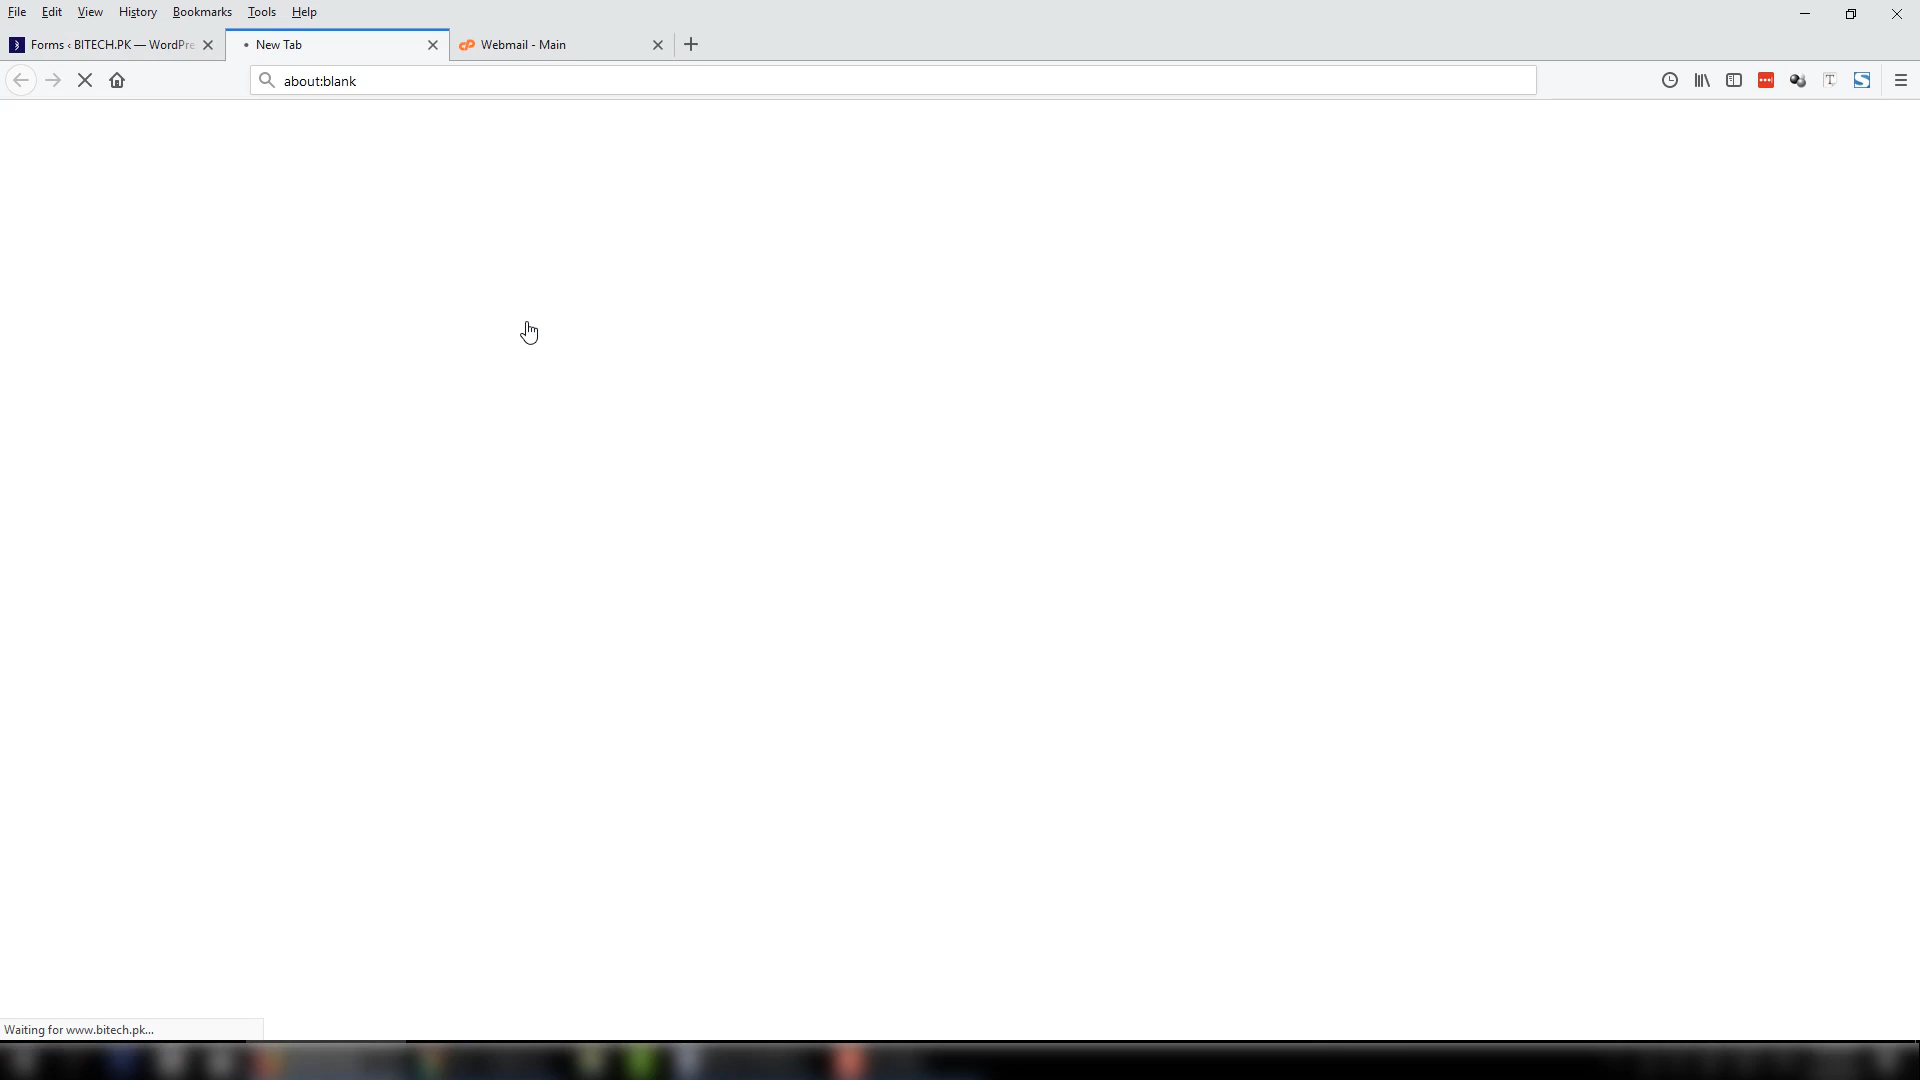 File Edit View History Bookmarks Tools Help
Forms ‹ BITECH.PK — WordPre
New Tab
Webmail - Main
about:blank
Waiting for www.bitech.pk...